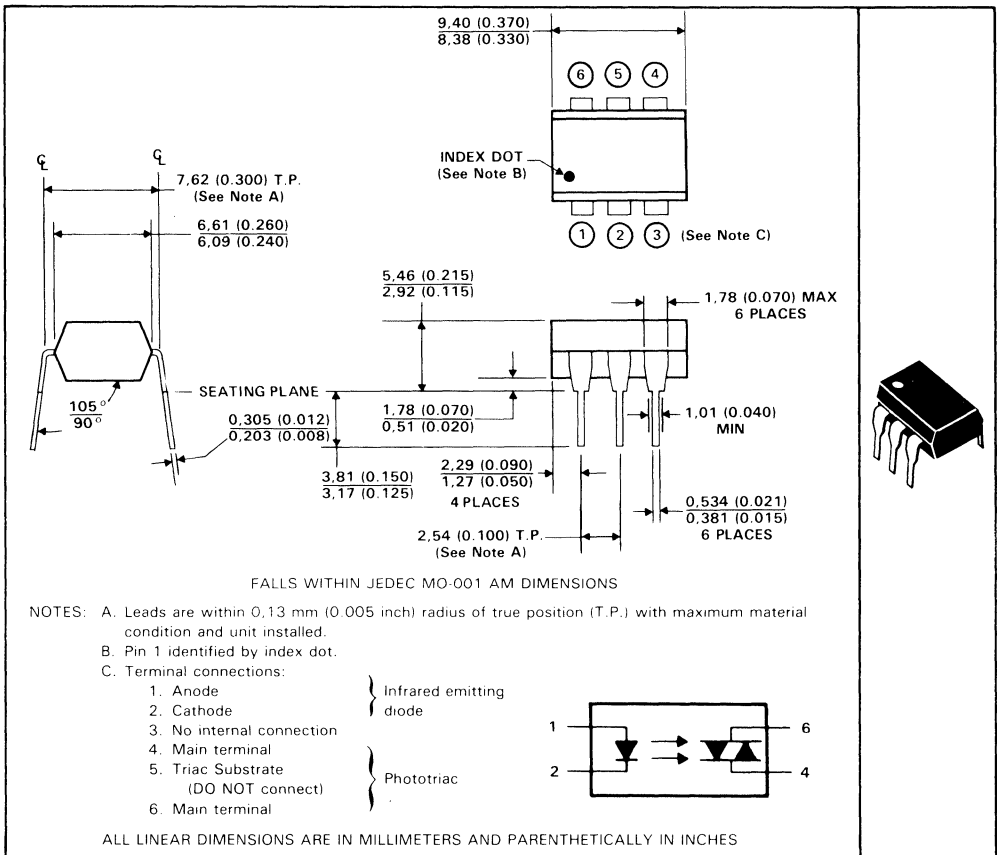 9,40 (0.370)
8,38 (0.330)
6 5 4
INDEX DOT
(See Note B)
1 2 3 (See Note C)
℄ ℄
7,62 (0.300) T.P.
(See Note A)
6,61 (0.260)
6,09 (0.240)
5,46 (0.215)
2,92 (0.115)
1,78 (0.070) MAX
6 PLACES
SEATING PLANE
105°
90°
0,305 (0.012)
0,203 (0.008)
1,78 (0.070)
0,51 (0.020)
1,01 (0.040)
MIN
3,81 (0.150)
3,17 (0.125)
2,29 (0.090)
1,27 (0.050)
4 PLACES
0,534 (0.021)
0,381 (0.015)
6 PLACES
2,54 (0.100) T.P.
(See Note A)
FALLS WITHIN JEDEC MO-001 AM DIMENSIONS
NOTES: A. Leads are within 0,13 mm (0.005 inch) radius of true position (T.P.) with maximum material
condition and unit installed.
B. Pin 1 identified by index dot.
C. Terminal connections:
1. Anode
2. Cathode
Infrared emitting
diode
3. No internal connection
4. Main terminal
5. Triac Substrate
(DO NOT connect)
6. Main terminal
Phototriac
1 6
2 4
ALL LINEAR DIMENSIONS ARE IN MILLIMETERS AND PARENTHETICALLY IN INCHES